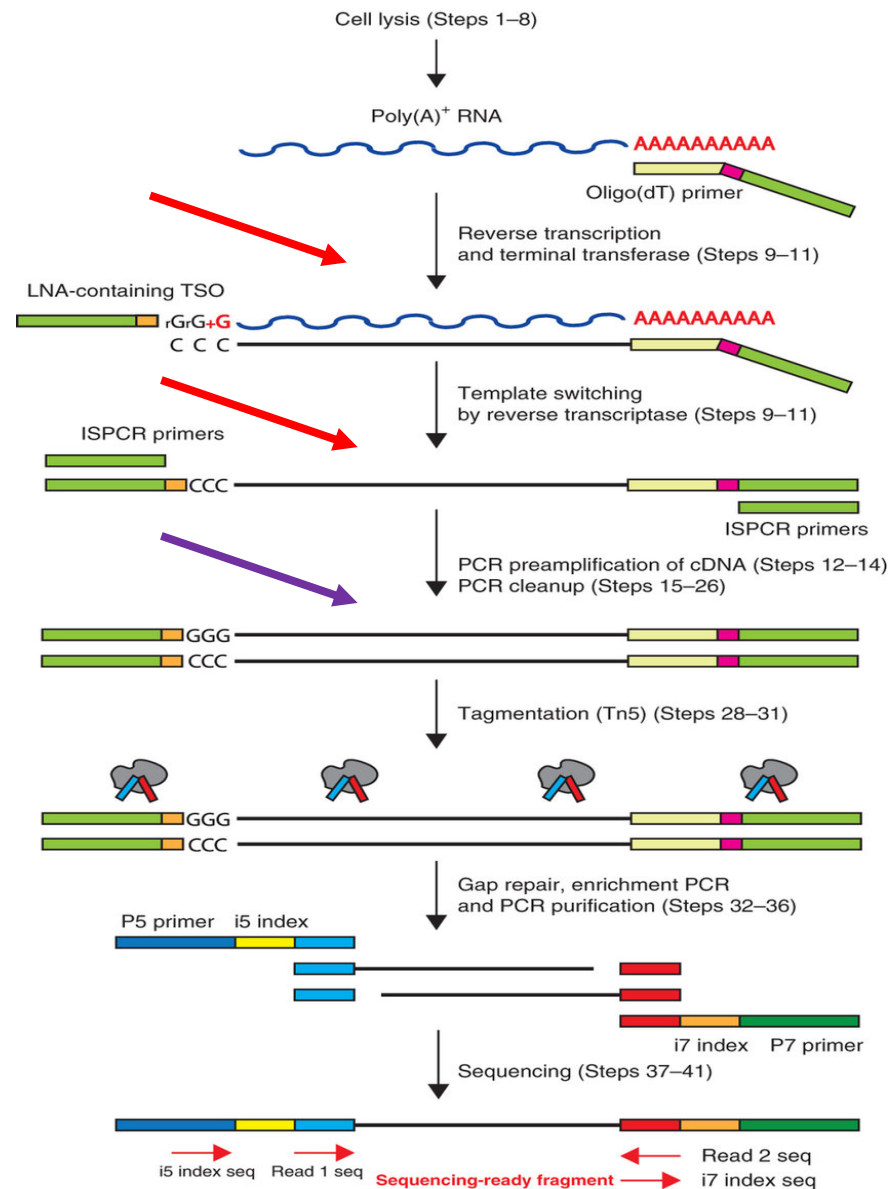 Cell lysis (Steps 1–8)
Poly(A)+ RNA
AAAAAAAAAA
Oligo(dT) primer
Reverse transcription
and terminal transferase (Steps 9–11)
LNA-containing TSO
rGrG+G
AAAAAAAAAA
C C C
Template switching
by reverse transcriptase (Steps 9–11)
ISPCR primers
CCC
ISPCR primers
PCR preamplification of cDNA (Steps 12–14)
PCR cleanup (Steps 15–26)
GGG
CCC
Tagmentation (Tn5) (Steps 28–31)
GGG
CCC
Gap repair, enrichment PCR
and PCR purification (Steps 32–36)
P5 primer i5 index
i7 index P7 primer
Sequencing (Steps 37–41)
i5 index seq Read 1 seq Sequencing-ready fragment Read 2 seq
i7 index seq